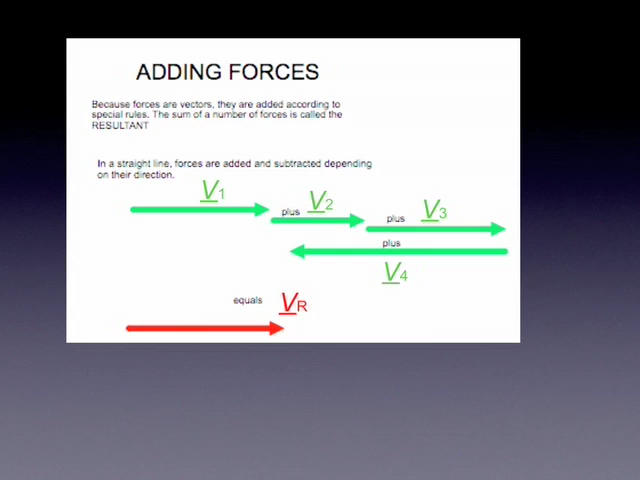 ADDING FORCES
Because forces are vectors, they are added according to
special rules. The sum of a number of forces is called the
RESULTANT
In a straight line, forces are added and subtracted depending
on their direction.
V1
plus
V2
plus
V3
plus
V4
equals
VR